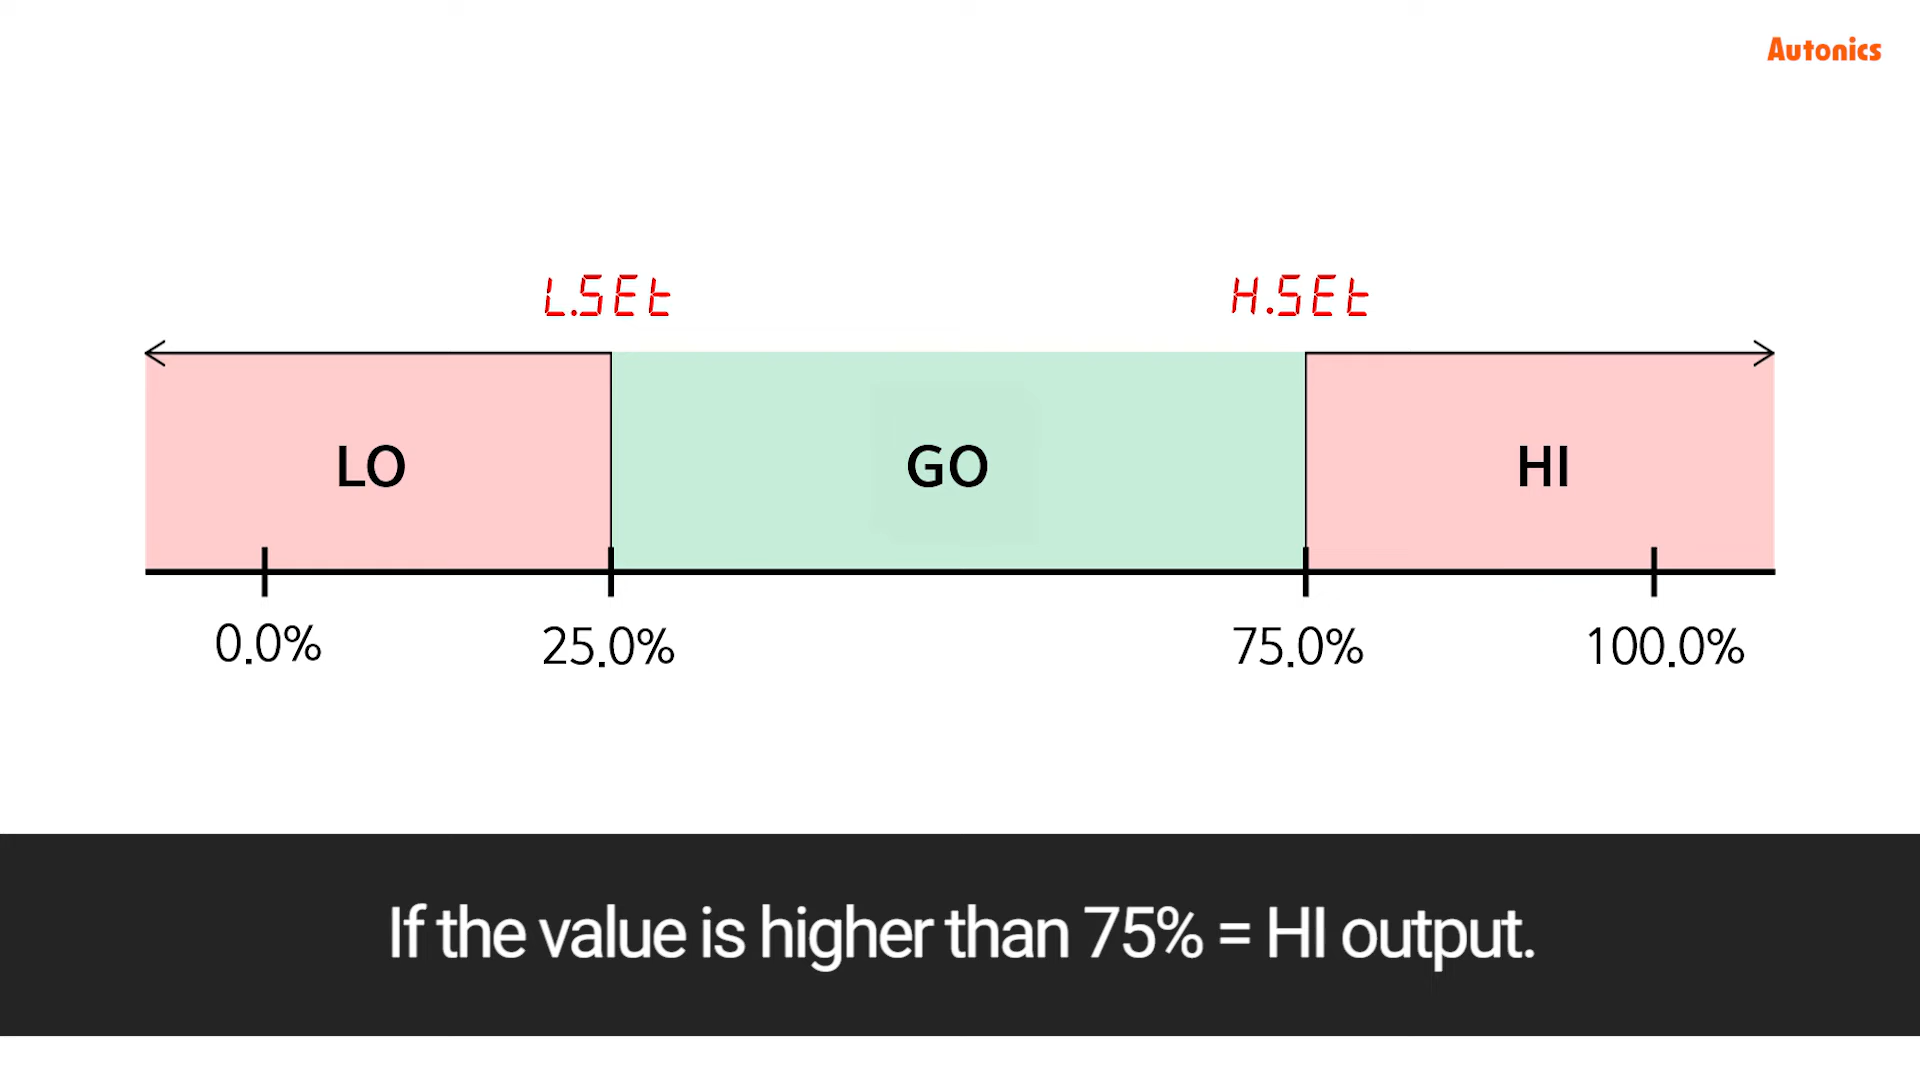 Autonics
L.SEt H.SEt
LO GO HI
0.0% 25.0% 75.0% 100.0%
If the value is higher than 75% = HI output.